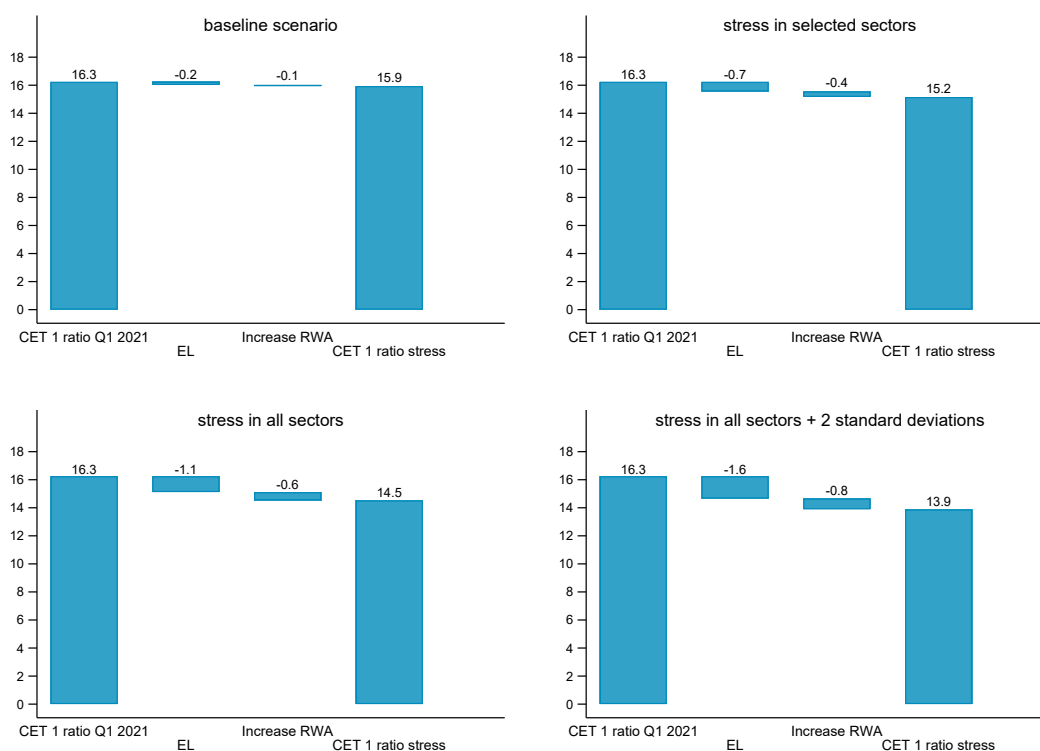 baseline scenario
18
16
14
12
10
8
6
4
2
0
16.3
-0.2
-0.1
15.9
CET 1 ratio Q1 2021
EL
Increase RWA
CET 1 ratio stress
stress in selected sectors
18
16
14
12
10
8
6
4
2
0
16.3
-0.7
-0.4
15.2
CET 1 ratio Q1 2021
EL
Increase RWA
CET 1 ratio stress
stress in all sectors
18
16
14
12
10
8
6
4
2
0
16.3
-1.1
-0.6
14.5
CET 1 ratio Q1 2021
EL
Increase RWA
CET 1 ratio stress
stress in all sectors + 2 standard deviations
18
16
14
12
10
8
6
4
2
0
16.3
-1.6
-0.8
13.9
CET 1 ratio Q1 2021
EL
Increase RWA
CET 1 ratio stress